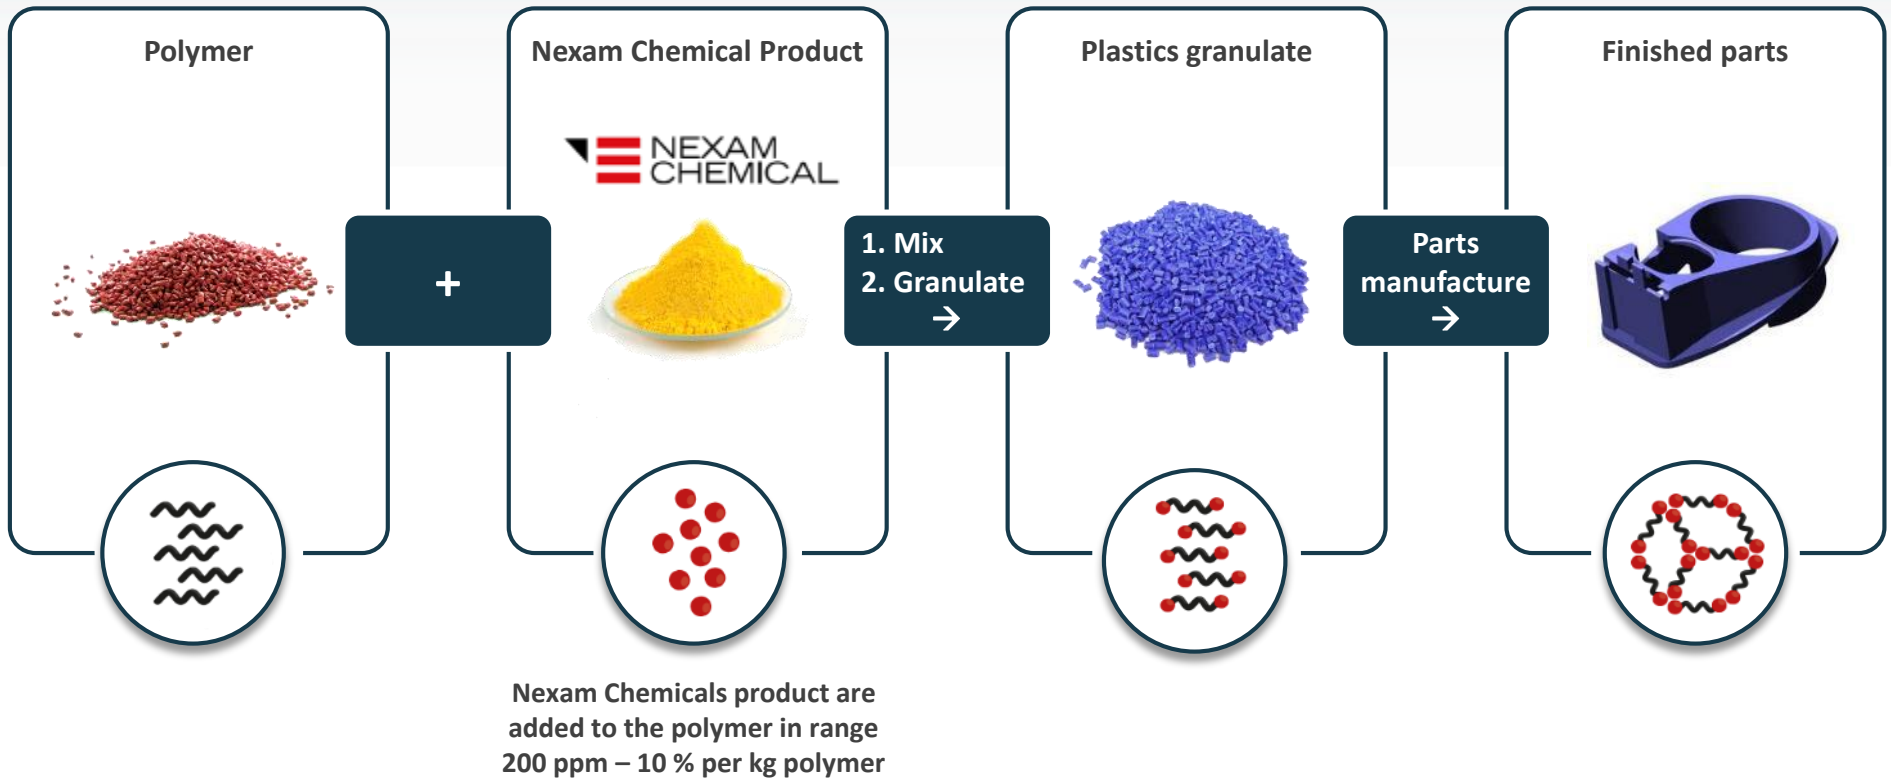 Polymer
Nexam Chemical Product
Plastics granulate
Finished parts
NEXAM
CHEMICAL
+
1. Mix
2. Granulate
→
Parts
manufacture
→
Nexam Chemicals product are
added to the polymer in range
200 ppm – 10 % per kg polymer